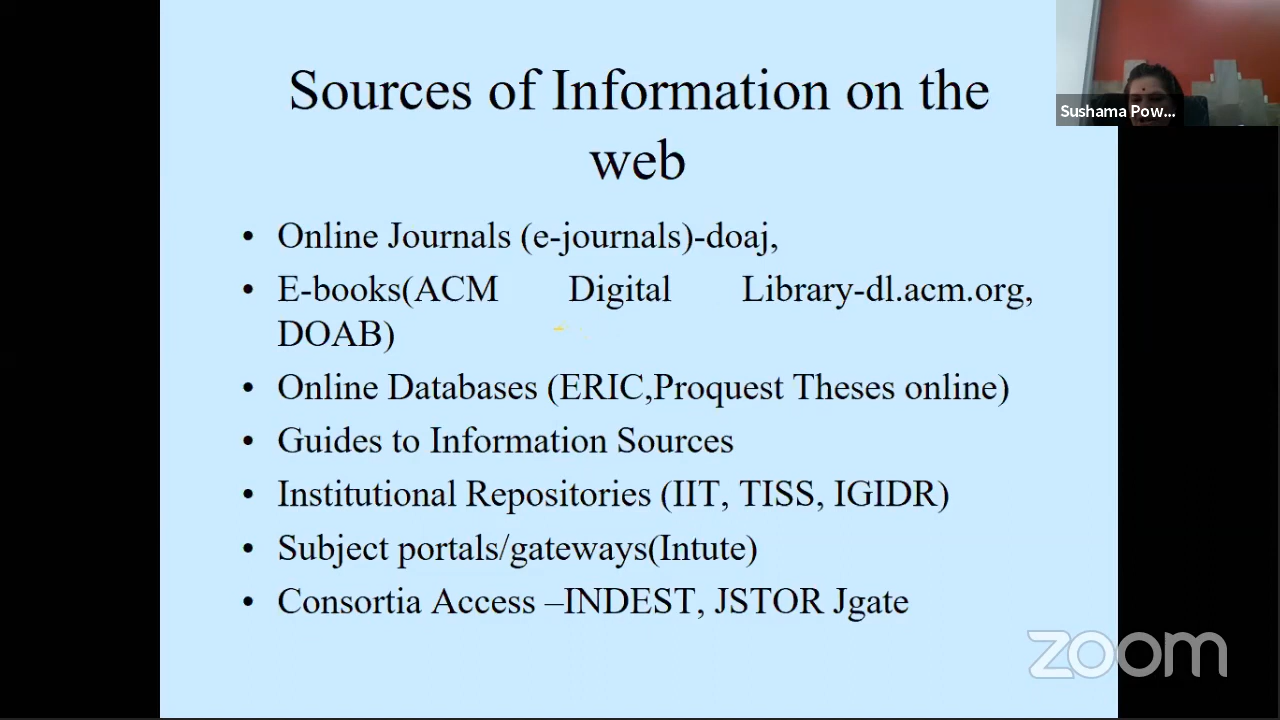 Sources of Information on the
web
Sushama Pow...
• Online Journals (e-journals)-doaj,
• E-books(ACM Digital Library-dl.acm.org,
DOAB)
• Online Databases (ERIC,Proquest Theses online)
• Guides to Information Sources
• Institutional Repositories (IIT, TISS, IGIDR)
• Subject portals/gateways(Intute)
• Consortia Access –INDEST, JSTOR Jgate
zoom